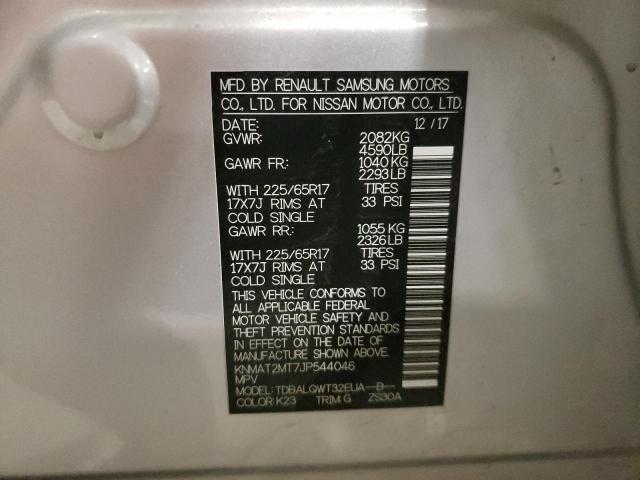 MFD BY RENAULT SAMSUNG MOTORS
CO., LTD. FOR NISSAN MOTOR CO., LTD.
DATE: 12/17
GVWR: 2082KG
4590LB
GAWR FR: 1040KG
2293LB
WITH 225/65R17 TIRES
17X7J RIMS AT 33 PSI
COLD SINGLE
GAWR RR: 1055 KG
2326LB
WITH 225/65R17 TIRES
17X7J RIMS AT 33 PSI
COLD SINGLE
THIS VEHICLE CONFORMS TO
ALL APPLICABLE FEDERAL
MOTOR VEHICLE SAFETY AND
THEFT PREVENTION STANDARDS
IN EFFECT ON THE DATE OF
MANUFACTURE SHOWN ABOVE.
KNMAT2MT7JP544046
MPV
MODEL: TDBALQWT32EUA--B--
COLOR: K23 TRIM: G ZS30A